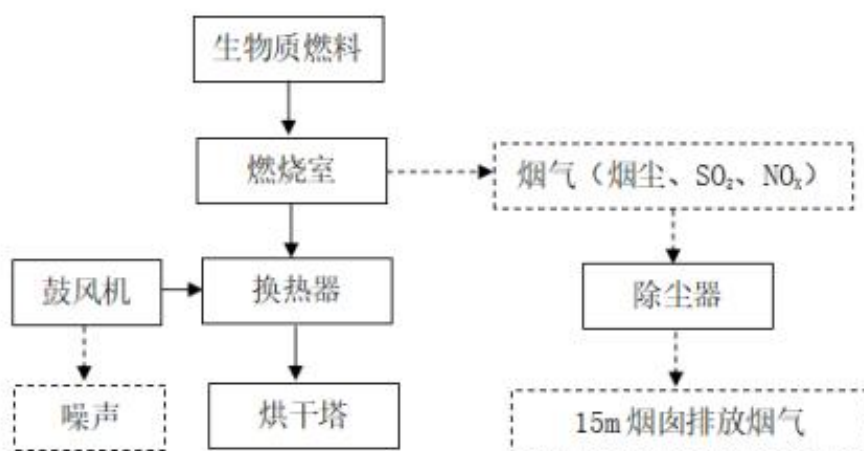 生物质燃料
燃烧室
烟气（烟尘、SO₂、NOₓ）
鼓风机
换热器
除尘器
噪声
烘干塔
15m烟囱排放烟气